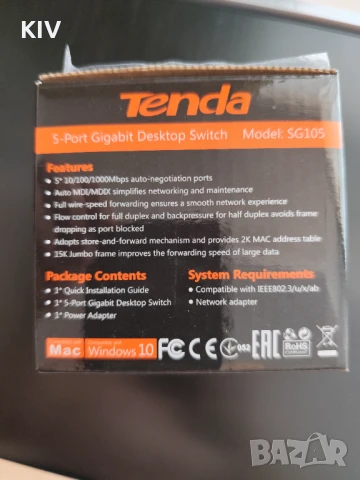 KIV
Tenda
5-Port Gigabit Desktop Switch Model: SG105
Features
5* 10/100/1000Mbps auto-negotiation ports
Auto MDI/MDIX simplifies networking and maintenance
Full wire-speed forwarding ensures a smooth network experience
Flow control for full duplex and backpressure for half duplex avoids frame
dropping as port blocked
Adopts store-and-forward mechanism and provides 2K MAC address table
15K Jumbo frame improves the forwarding speed of large data
Package Contents
1* Quick Installation Guide
1* 5-Port Gigabit Desktop Switch
1* Power Adapter
System Requirements
Compatible with IEEE802.3/u/x/ab
Network adapter
Mac
Windows 10
FC CE 052 EAC RoHS
BAZAR